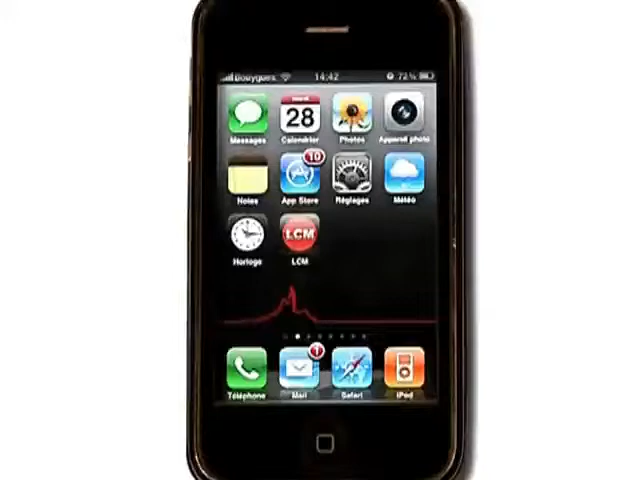 Bouygues 14:42 72%
28
Messages Calendrier Photos Appareil photo
10
Notes App Store Réglages Météo
LCM
Horloge LCM
1
Téléphone Mail Safari iPod